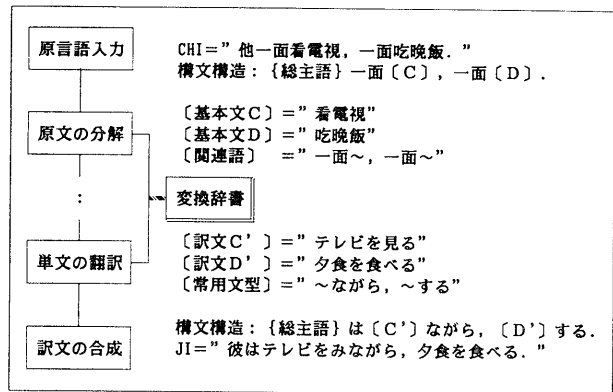 原言語入力
CHI=”他一面看電視，一面吃晩飯．”
構文構造：{総主語}一面〔C〕，一面〔D〕．
原文の分解
〔基本文C〕=”看電視”
〔基本文D〕=”吃晩飯”
〔関連語〕 =”一面～，一面～”
：
変換辞書
単文の翻訳
〔訳文C’〕=”テレビを見る”
〔訳文D’〕=”夕食を食べる”
〔常用文型〕=”～ながら，～する”
訳文の合成
構文構造：{総主語}は〔C’〕ながら，〔D’〕する．
JI=”彼はテレビをみながら，夕食を食べる．”